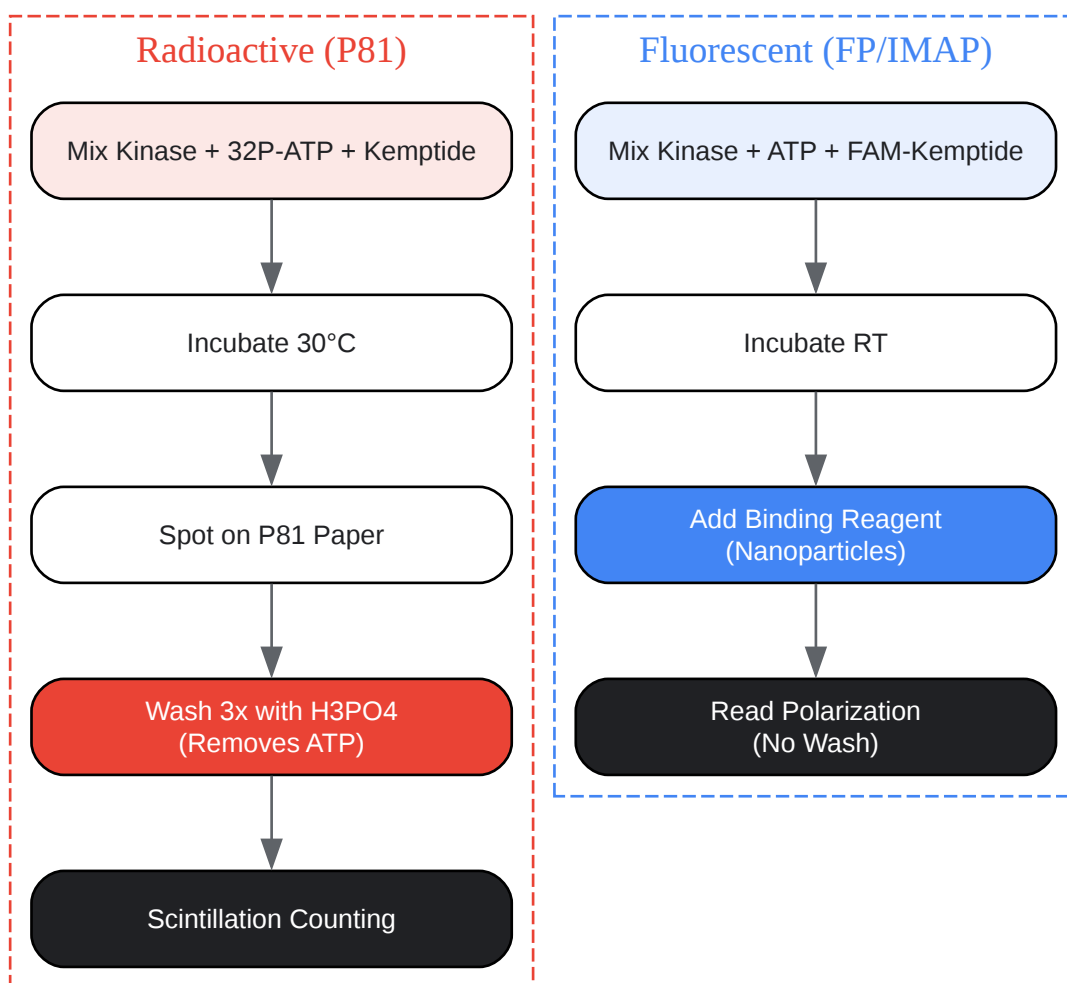 Radioactive (P81)
Mix Kinase + 32P-ATP + Kemptide
Incubate 30°C
Spot on P81 Paper
Wash 3x with H3PO4
(Removes ATP)
Scintillation Counting
Fluorescent (FP/IMAP)
Mix Kinase + ATP + FAM-Kemptide
Incubate RT
Add Binding Reagent
(Nanoparticles)
Read Polarization
(No Wash)